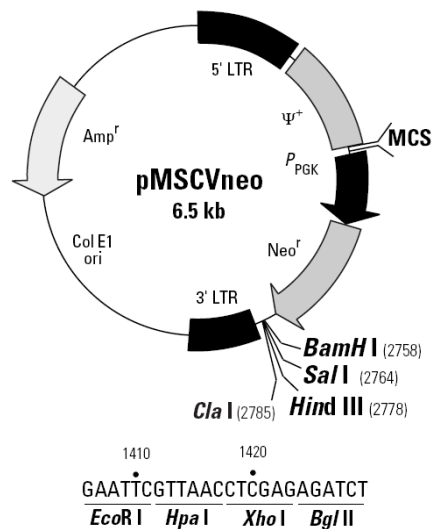 5' LTR
Ψ+
MCS
Ampʳ
P PGK
pMSCVneo
6.5 kb
Neoʳ
Col E1
ori
3' LTR
BamH I (2758)
Sal I (2764)
Cla I (2785)
Hind III (2778)
1410
1420
GAATTCGTTAACCTCGAGAGATCT
EcoR I Hpa I Xho I Bgl II